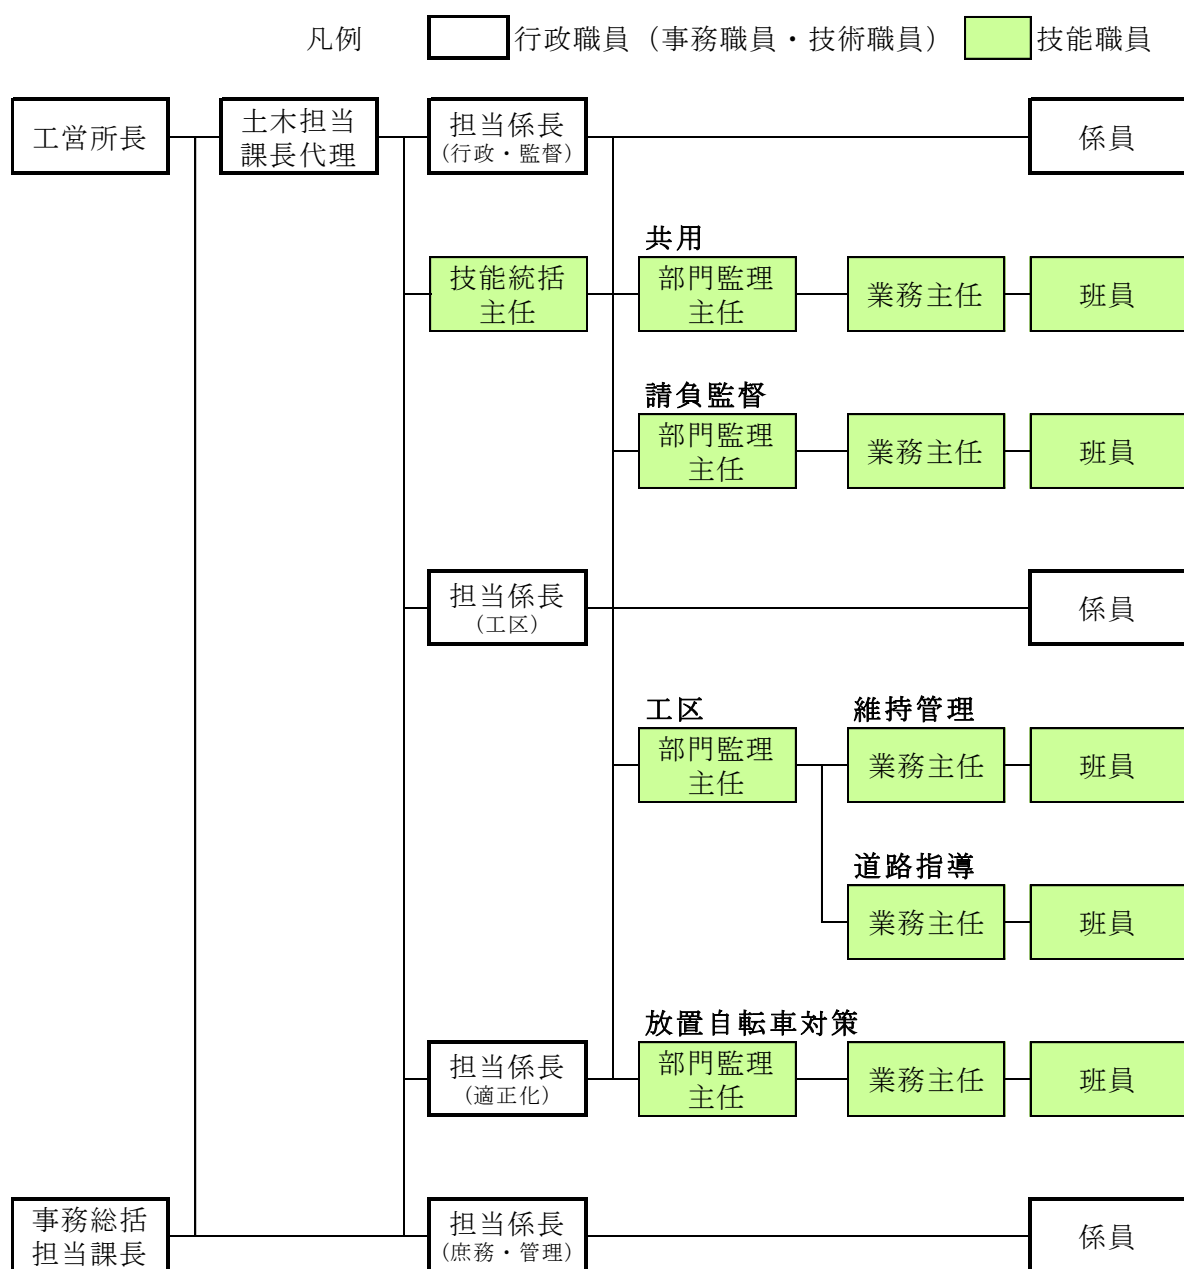 凡例
行政職員（事務職員・技術職員）
技能職員
工営所長
土木担当
課長代理
担当係長
（行政・監督）
係員
共用
技能統括
主任
部門監理
主任
業務主任
班員
請負監督
部門監理
主任
業務主任
班員
担当係長
（工区）
係員
工区
維持管理
部門監理
主任
業務主任
班員
道路指導
業務主任
班員
放置自転車対策
担当係長
（適正化）
部門監理
主任
業務主任
班員
事務総括
担当課長
担当係長
（庶務・管理）
係員